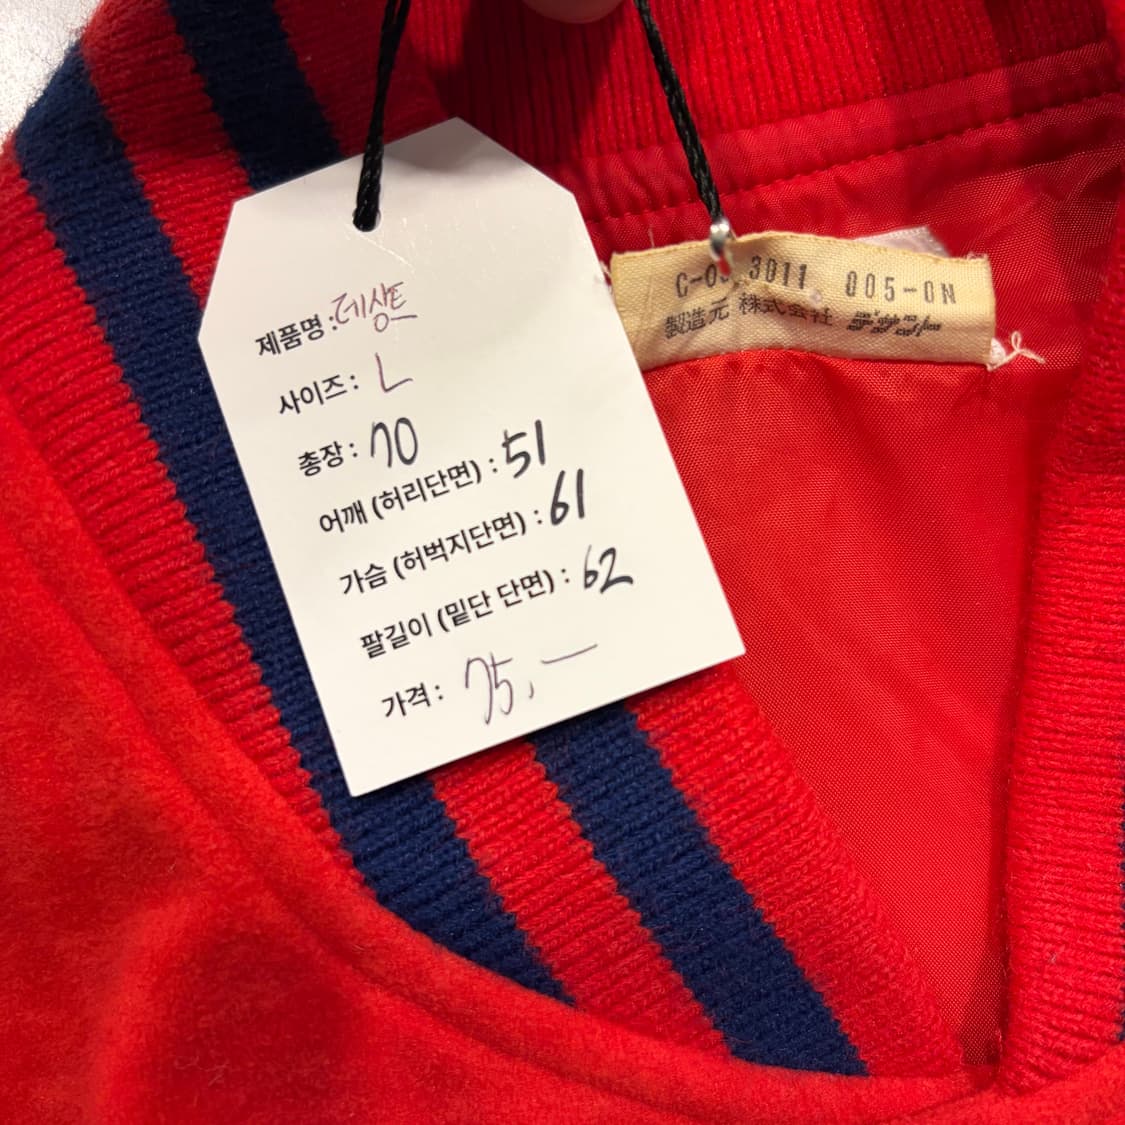 제품명 : 데상트
사이즈 : L
총장 : 70
어깨 (허리단면) : 51
가슴 (허벅지단면) : 61
팔길이 (밑단 단면) : 62
가격 : 75,—
3011 005-0N
製造元 株式会社 デサント